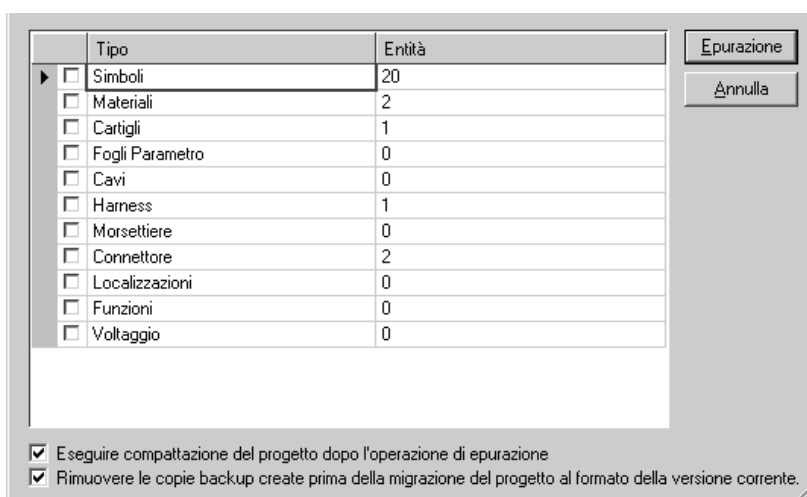 Tipo Entità
Simboli 20
Materiali 2
Cartigli 1
Fogli Parametro 0
Cavi 0
Harness 1
Morsettiere 0
Connettore 2
Localizzazioni 0
Funzioni 0
Voltaggio 0
Epurazione
Annulla
Eseguire compattazione del progetto dopo l'operazione di epurazione
Rimuovere le copie backup create prima della migrazione del progetto al formato della versione corrente.